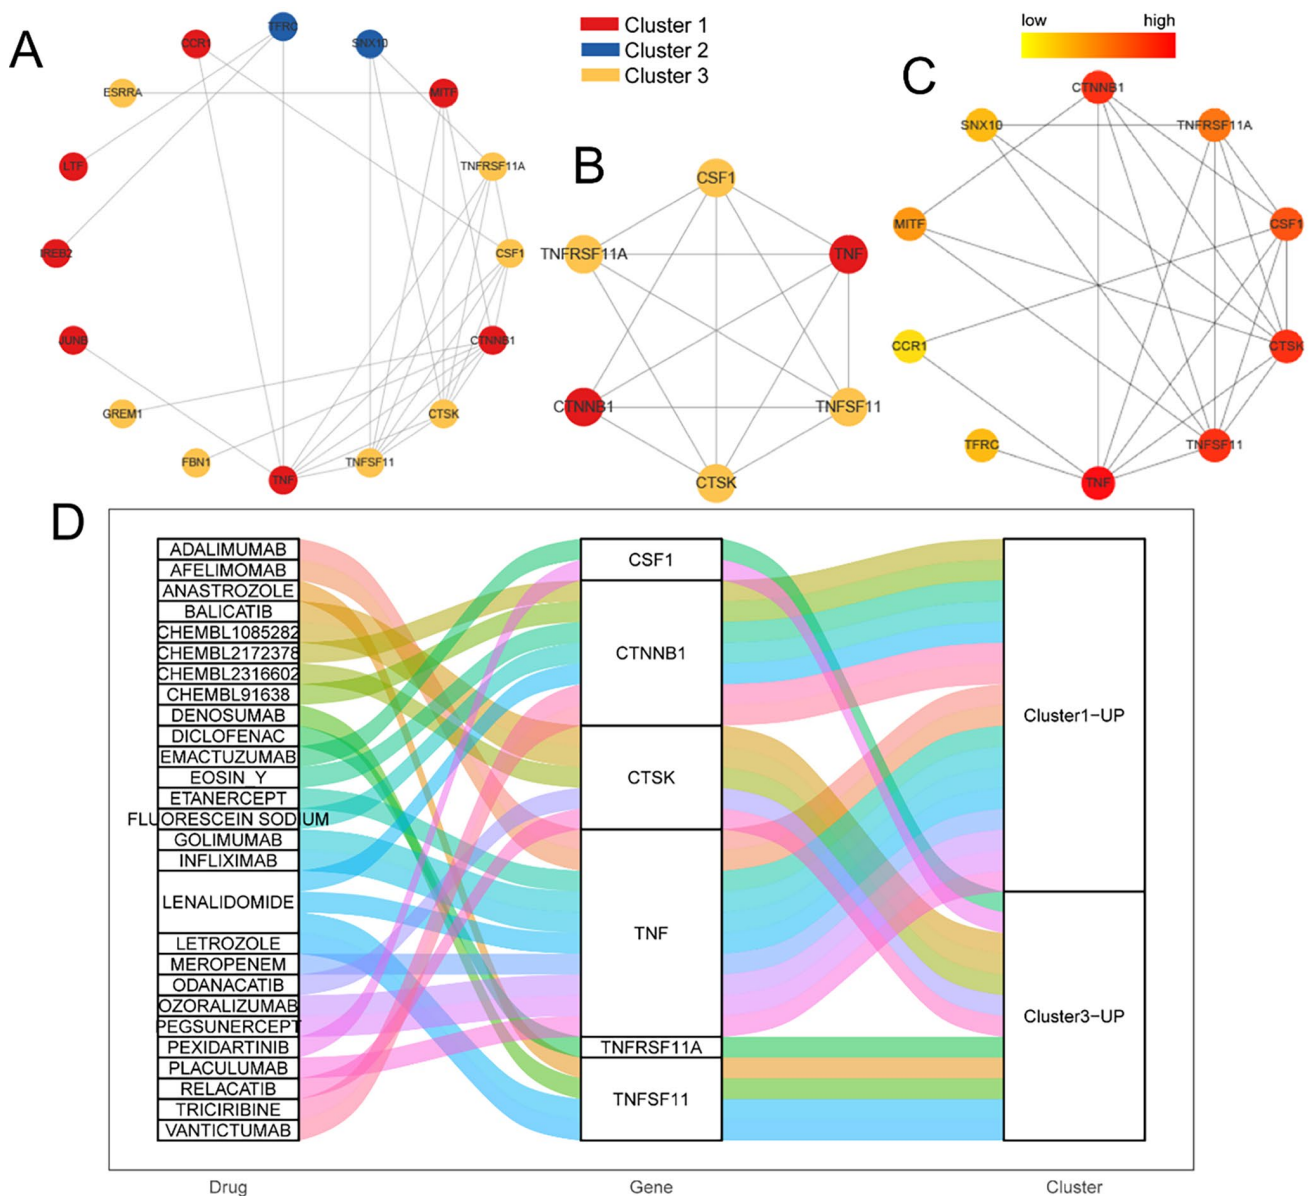 A
TFRC
CCR1
SNX10
ESRRA
MITF
LTF
TNFRSF11A
IREB2
CSF1
JUNB
CTNNB1
GREM1
CTSK
FBN1
TNFSF11
TNF
Cluster 1
Cluster 2
Cluster 3
B
CSF1
TNFRSF11A
TNF
CTNNB1
TNFSF11
CTSK
low high
C
CTNNB1
SNX10
TNFRSF11A
MITF
CSF1
CCR1
CTSK
TFRC
TNFSF11
TNF
D
ADALIMUMAB
AFELIMOMAB
ANASTROZOLE
BALICATIB
CHEMBL1085282
CHEMBL2172378
CHEMBL2316602
CHEMBL91638
DENOSUMAB
DICLOFENAC
EMACTUZUMAB
EOSIN_Y
ETANERCEPT
FLUORESCEIN SODIUM
GOLIMUMAB
INFLIXIMAB
LENALIDOMIDE
LETROZOLE
MEROPENEM
ODANACATIB
OZORALIZUMAB
PEGSUNERCEPT
PEXIDARTINIB
PLACULUMAB
RELACATIB
TRICIRIBINE
VANTICTUMAB
CSF1
CTNNB1
CTSK
TNF
TNFRSF11A
TNFSF11
Cluster1-UP
Cluster3-UP
Drug
Gene
Cluster